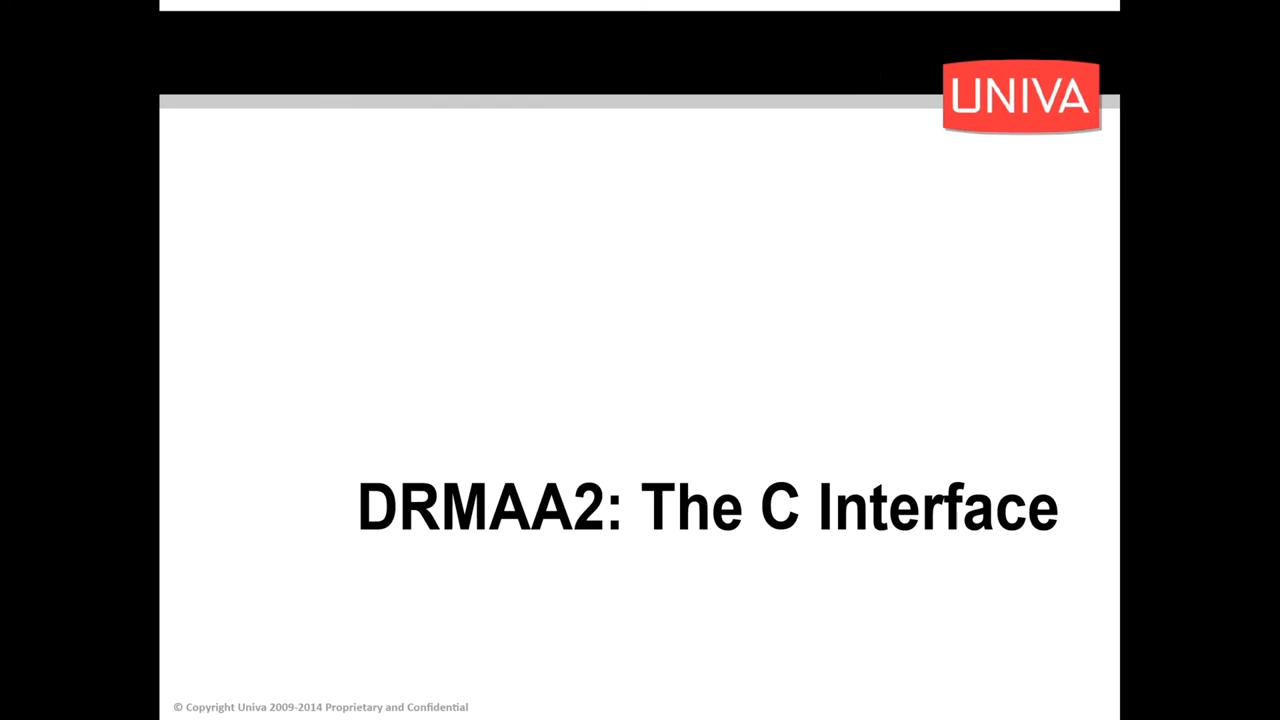 UNIVA
DRMAA2: The C Interface
© Copyright Univa 2009-2014 Proprietary and Confidential